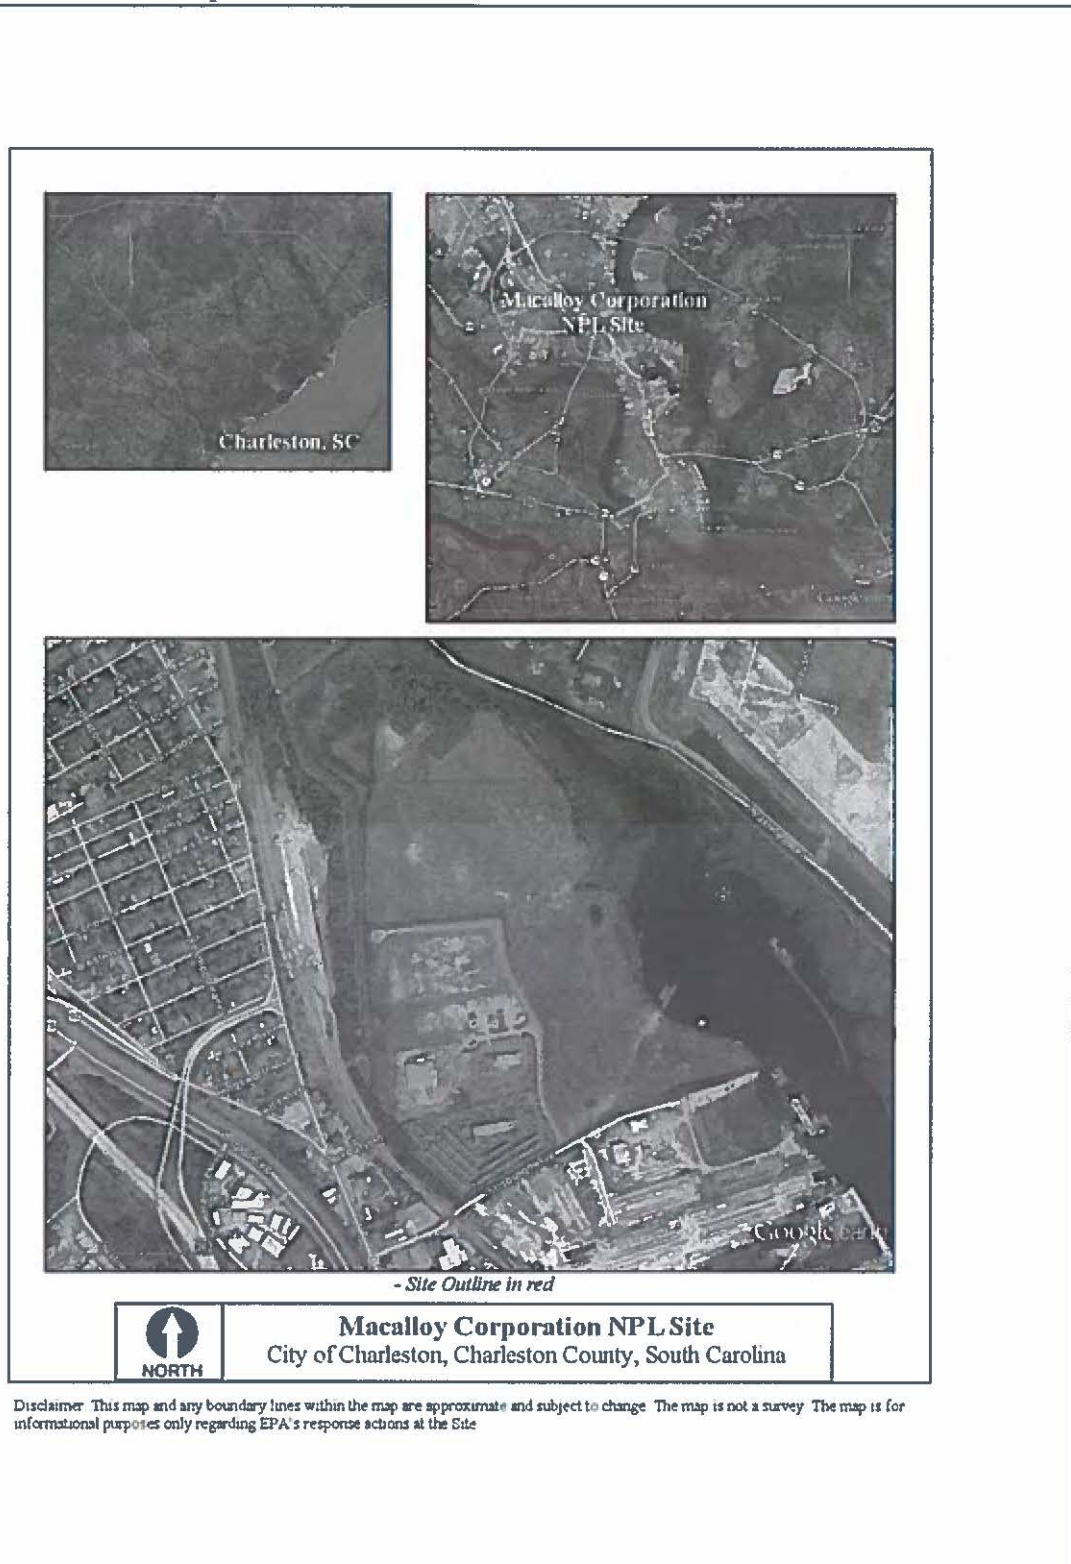 Macalloy Corporation
NPL Site
Charleston, SC
Google
Google earth
- Site Outline in red
NORTH
Macalloy Corporation NPL Site
City of Charleston, Charleston County, South Carolina
Disclaimer: This map and any boundary lines within the map are approximate and subject to change. The map is not a survey. The map is for
informational purposes only regarding EPA's response actions at the Site